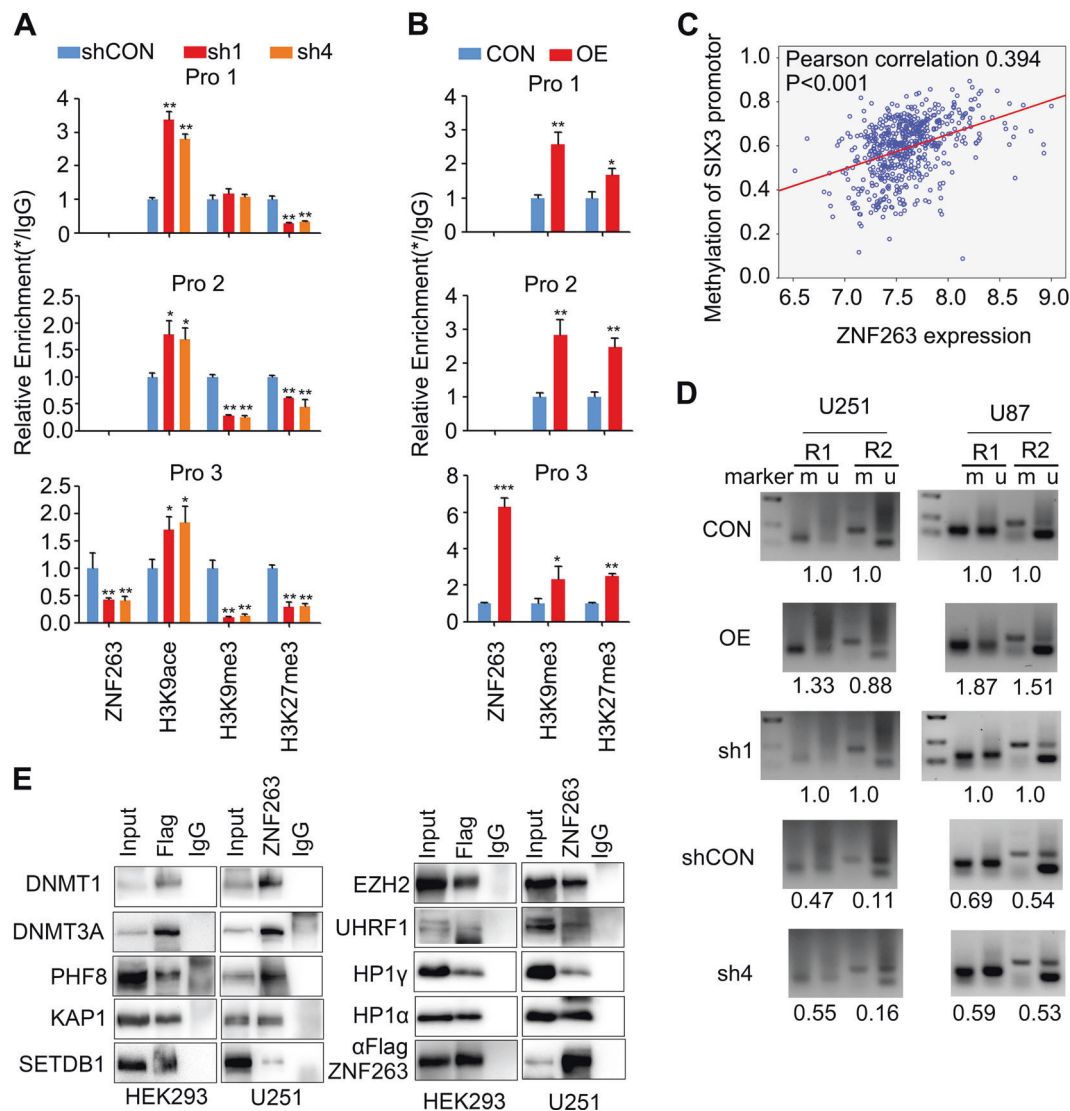 A
shCON sh1 sh4
Relative Enrichment(*/IgG)
Pro 1
4
3
2
1
0
** ** ** **
Pro 2
2.5
2.0
1.5
1.0
0.5
0.0
* * ** ** ** **
Pro 3
2.5
2.0
1.5
1.0
0.5
0.0
** ** * * ** ** ** **
ZNF263
H3K9ace
H3K9me3
H3K27me3
B
CON OE
Relative Enrichment(*/IgG)
Pro 1
4
3
2
1
0
** *
Pro 2
4
3
2
1
0
** **
Pro 3
8
6
4
2
0
*** * **
ZNF263
H3K9me3
H3K27me3
C
Pearson correlation 0.394
P<0.001
Methylation of SIX3 promotor
1.0
0.8
0.6
0.4
0.2
0.0
6.5 7.0 7.5 8.0 8.5 9.0
ZNF263 expression
D
U251 U87
R1 R2 R1 R2
marker m u m u m u m u
CON
1.0 1.0 1.0 1.0
OE
1.33 0.88 1.87 1.51
sh1
1.0 1.0 1.0 1.0
shCON
0.47 0.11 0.69 0.54
sh4
0.55 0.16 0.59 0.53
E
Input Flag IgG Input ZNF263 IgG
DNMT1
DNMT3A
PHF8
KAP1
SETDB1
HEK293 U251
Input Flag IgG Input ZNF263 IgG
EZH2
UHRF1
HP1γ
HP1α
αFlag
ZNF263
HEK293 U251